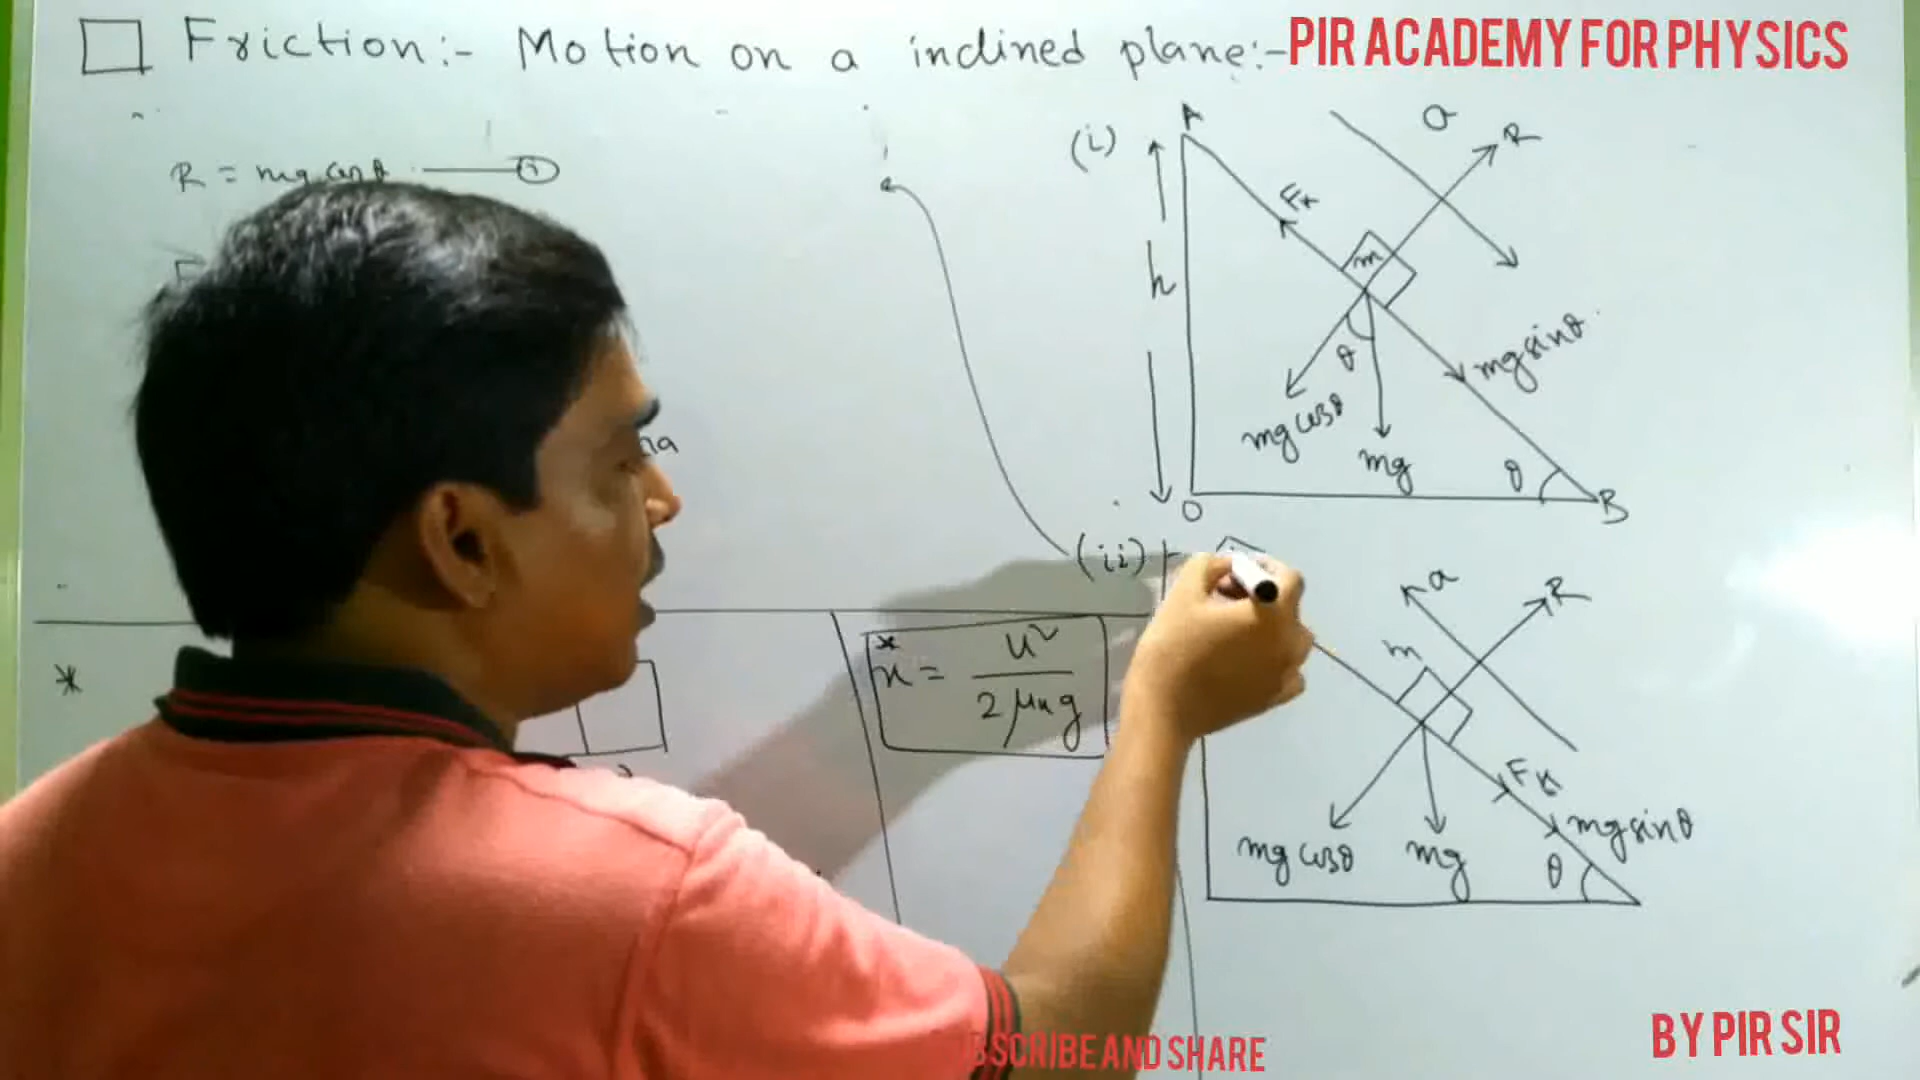 Friction:- Motion on a inclined plane:-
PIR ACADEMY FOR PHYSICS
R = mg cosθ
(i)
A
a
R
Fk
m
h
θ
mg sinθ
mg cosθ
mg
θ
O
B
(ii)
a
R
m
Fk
mg sinθ
mg cosθ
mg
θ
*
* x = u² / 2μk g
SCRIBE AND SHARE
BY PIR SIR